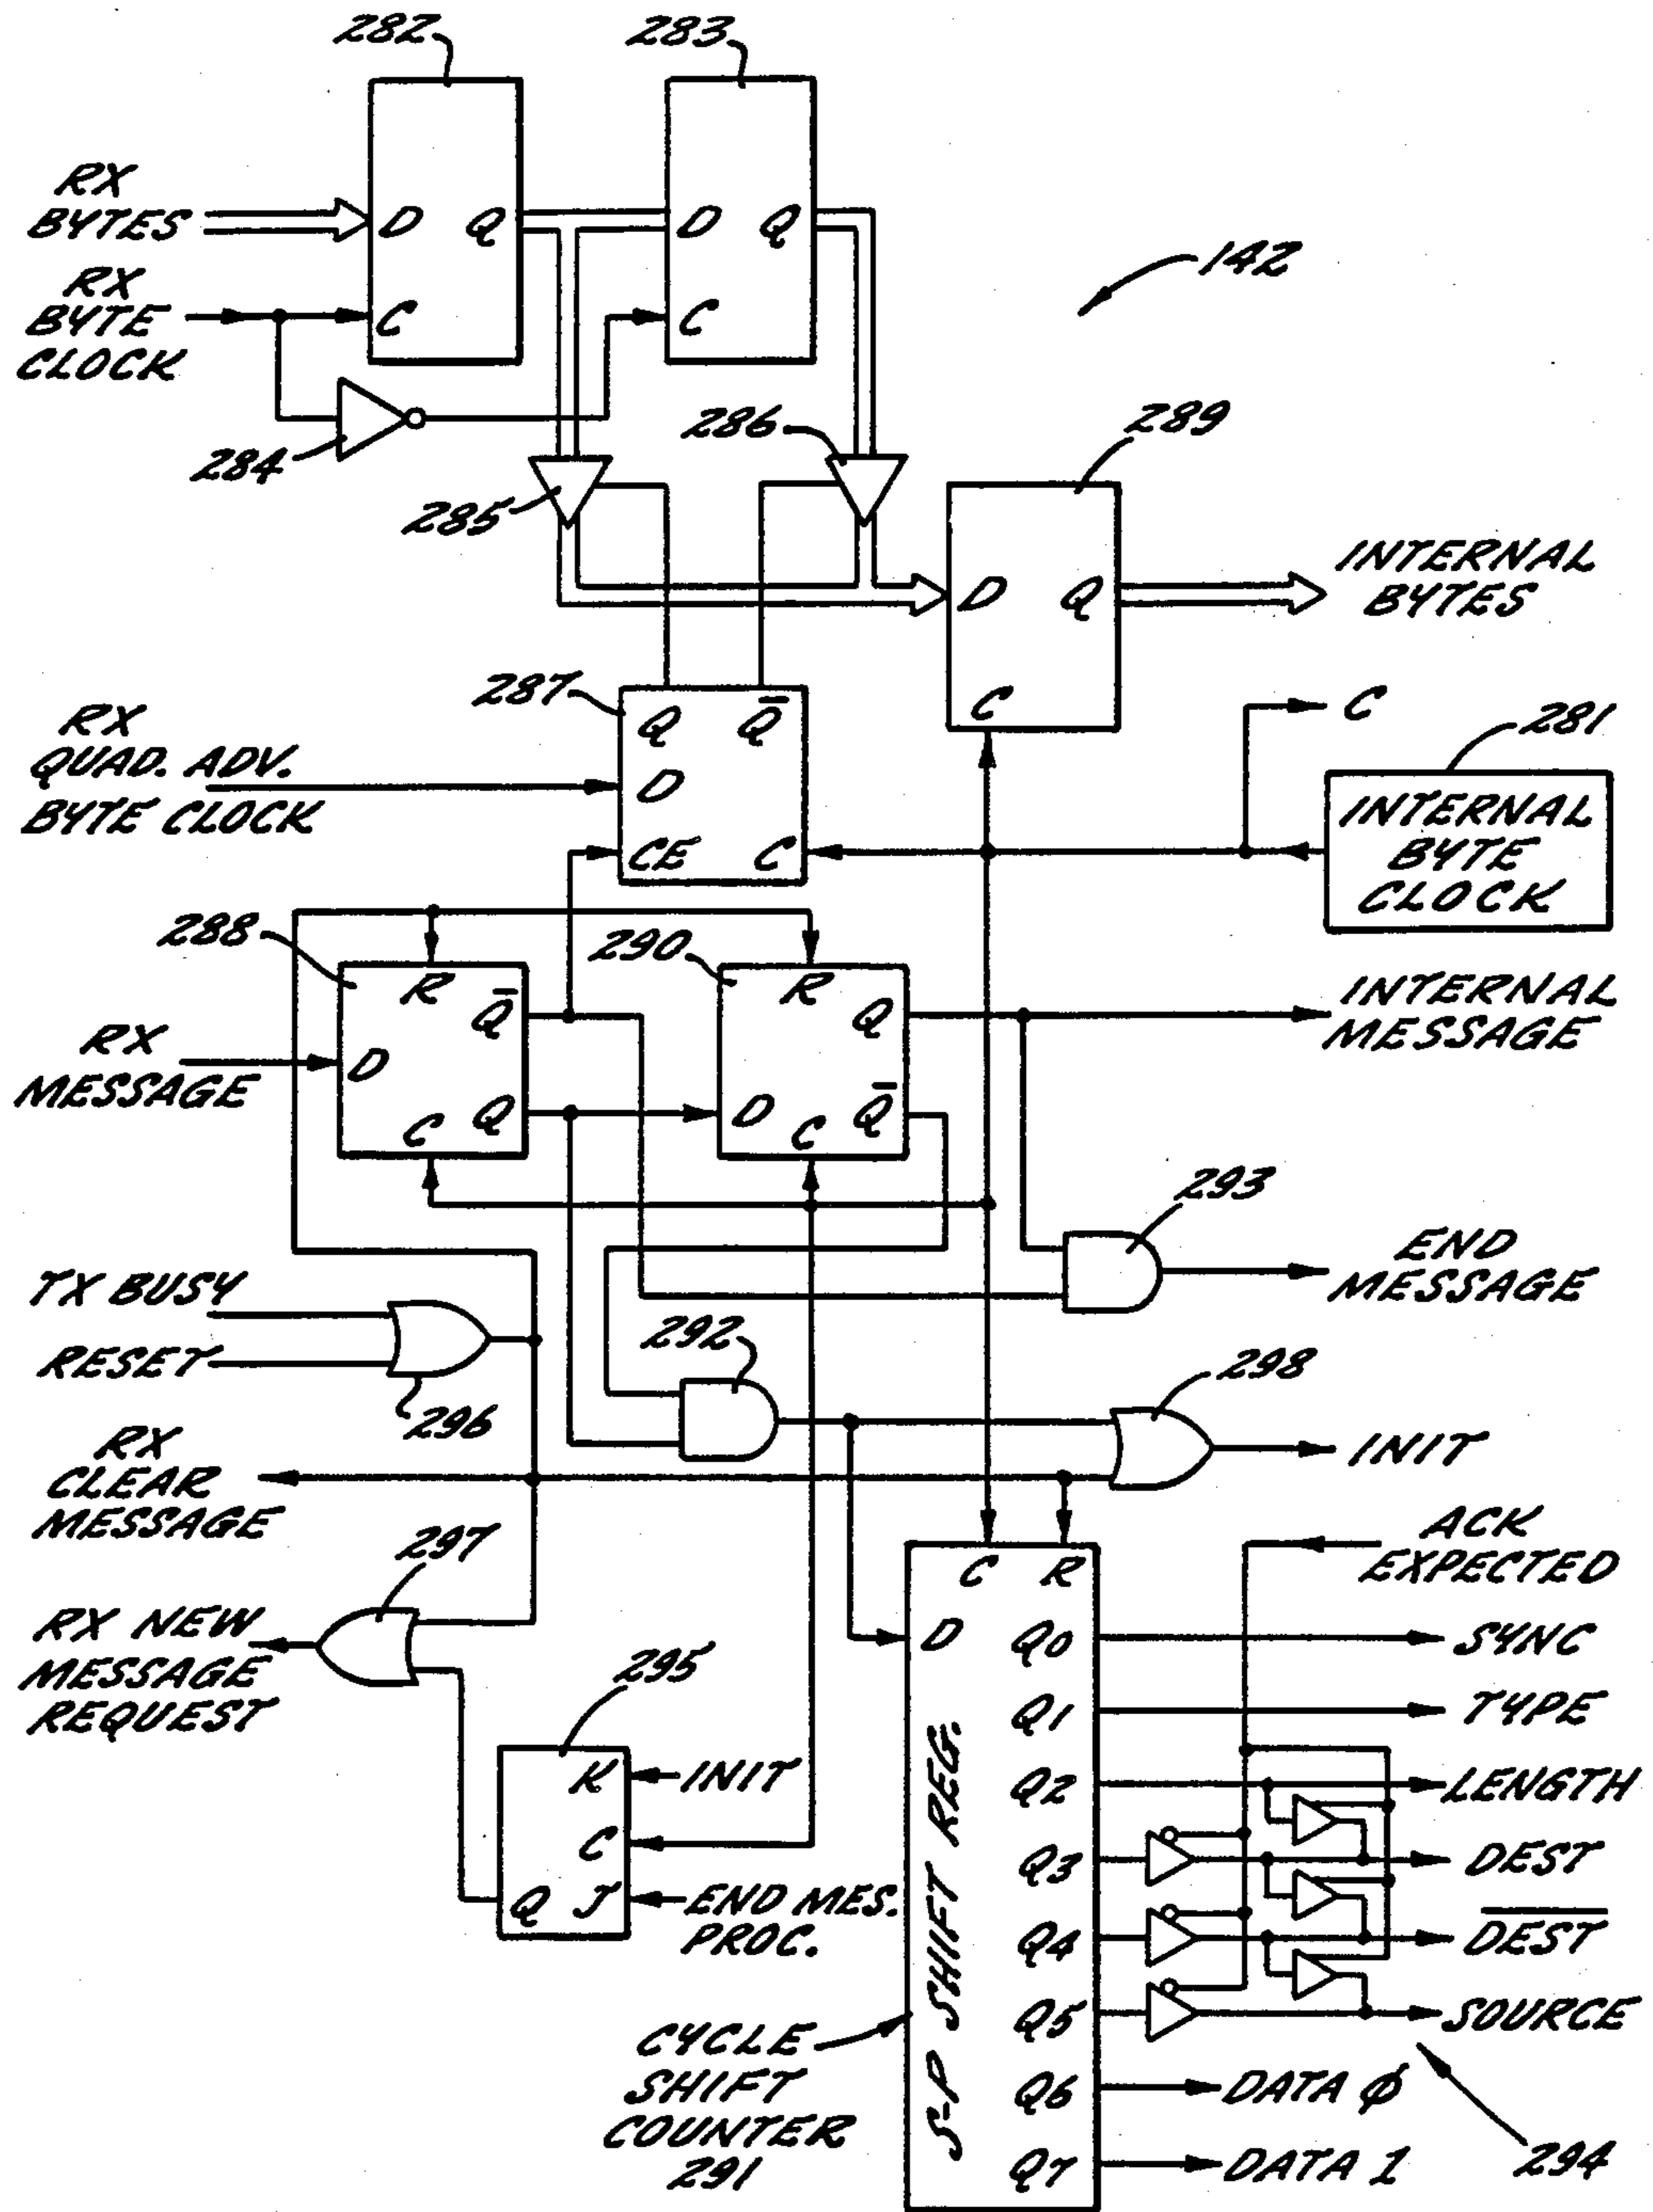 282
283
RX
BYTES
D
Q
D
Q
142
RX
BYTE
CLOCK
C
C
284
285
286
289
D
Q
INTERNAL
BYTES
C
287
Q
Q̅
C
281
RX
QUAD. ADV.
BYTE CLOCK
D
CE
C
INTERNAL
BYTE
CLOCK
288
290
R
Q̅
R
Q
INTERNAL
MESSAGE
RX
MESSAGE
D
C
Q
D
C
Q̅
293
END
MESSAGE
TX BUSY
RESET
296
292
298
INIT
RX
CLEAR
MESSAGE
297
ACK
EXPECTED
C
R
RX NEW
MESSAGE
REQUEST
D
Q0
SYNC
295
Q1
TYPE
K
INIT
Q2
LENGTH
C
Q3
DEST
Q
J
END MES.
PROC.
Q4
D̅E̅S̅T̅
S-P SHIFT REG.
Q5
SOURCE
CYCLE
SHIFT
COUNTER
291
Q6
DATA ϕ
Q7
DATA 1
294